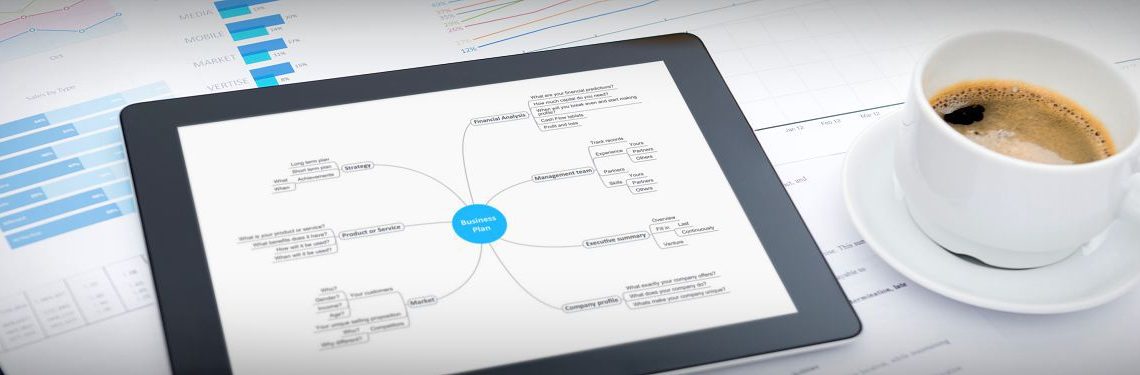 MEDIA
MOBILE
MARKET
VERTISE
Oct
Sales By Type
12%
Jan 12
Feb 12
Mar 12
Business
Plan
Financial Analysis
What are your financial predictions?
How much capital do you need?
When will you break even and start making
profit?
Cash Flow tables
Profit and loss
Management team
Track records
Experience
Yours
Partners
Others
Partners
Skills
Yours
Partners
Others
Executive summary
Overview
Fill in
Last
Continuously
Venture
Company profile
What exactly your company offers?
What does your company do?
Whats make your company unique?
Strategy
Long term plan
Short term plan
Achievements
What
When
Product or Service
What is your product or service?
What benefits does it have?
How will it be used?
When will it be used?
Market
Your customers
Who?
Gender?
Income?
Age?
Your unique selling proposition
Competitors
Who?
Why different?